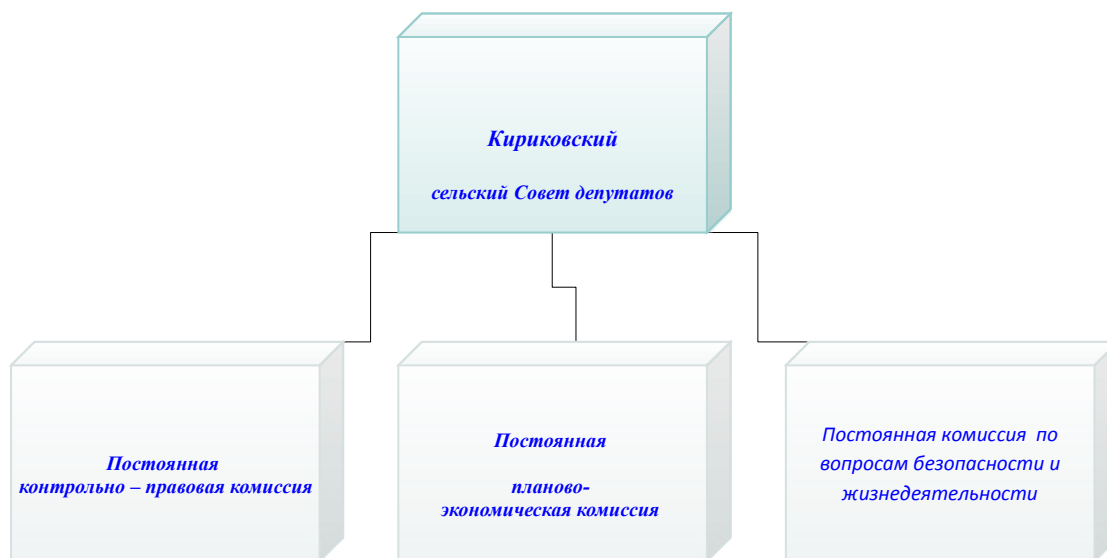 Кириковский
сельский Совет депутатов
Постоянная
контрольно – правовая комиссия
Постоянная
планово-
экономическая комиссия
Постоянная комиссия по
вопросам безопасности и
жизнедеятельности